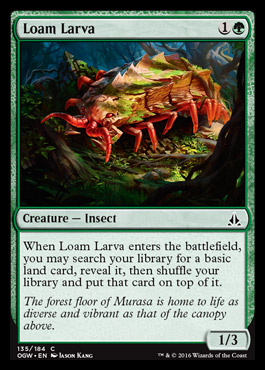 Loam Larva 1
Creature — Insect
When Loam Larva enters the battlefield,
you may search your library for a basic
land card, reveal it, then shuffle your
library and put that card on top of it.
The forest floor of Murasa is home to life as
diverse and vibrant as that of the canopy
above.
1/3
135/184 C
OGW • EN Jason Kang
™ & © 2016 Wizards of the Coast